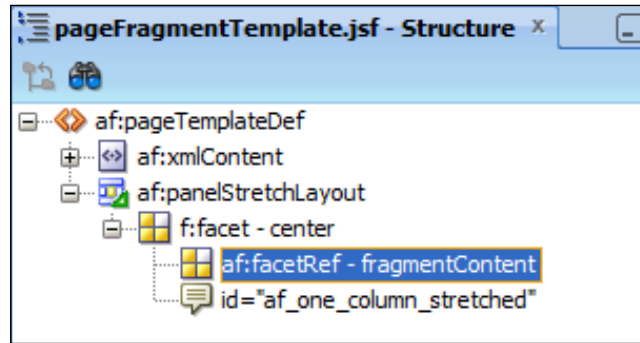 pageFragmentTemplate.jsf - Structure
af:pageTemplateDef
af:xmlContent
af:panelStretchLayout
f:facet - center
af:facetRef - fragmentContent
id="af_one_column_stretched"